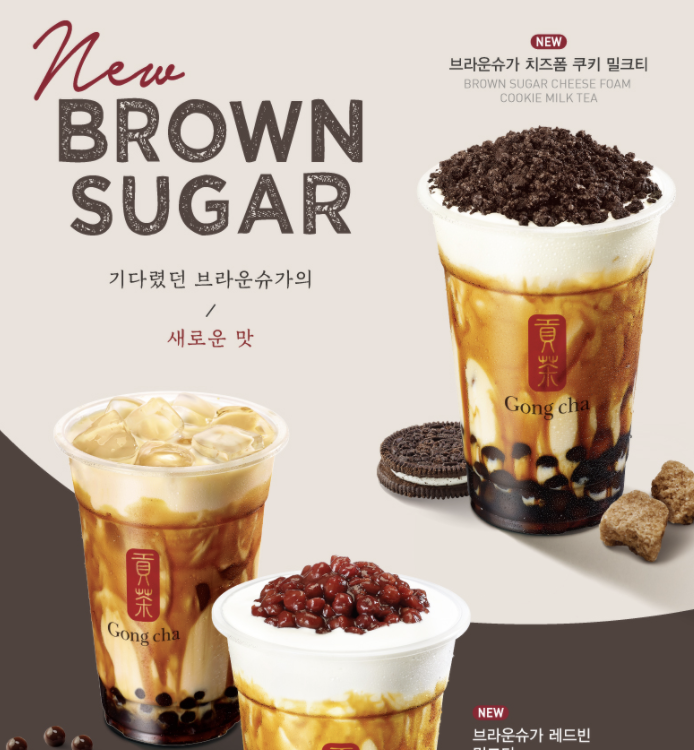 New
BROWN
SUGAR
기다렸던 브라운슈가의
/
새로운 맛
NEW
브라운슈가 치즈폼 쿠키 밀크티
BROWN SUGAR CHEESE FOAM
COOKIE MILK TEA
貢茶
Gong cha
貢茶
Gong cha
NEW
브라운슈가 레드빈